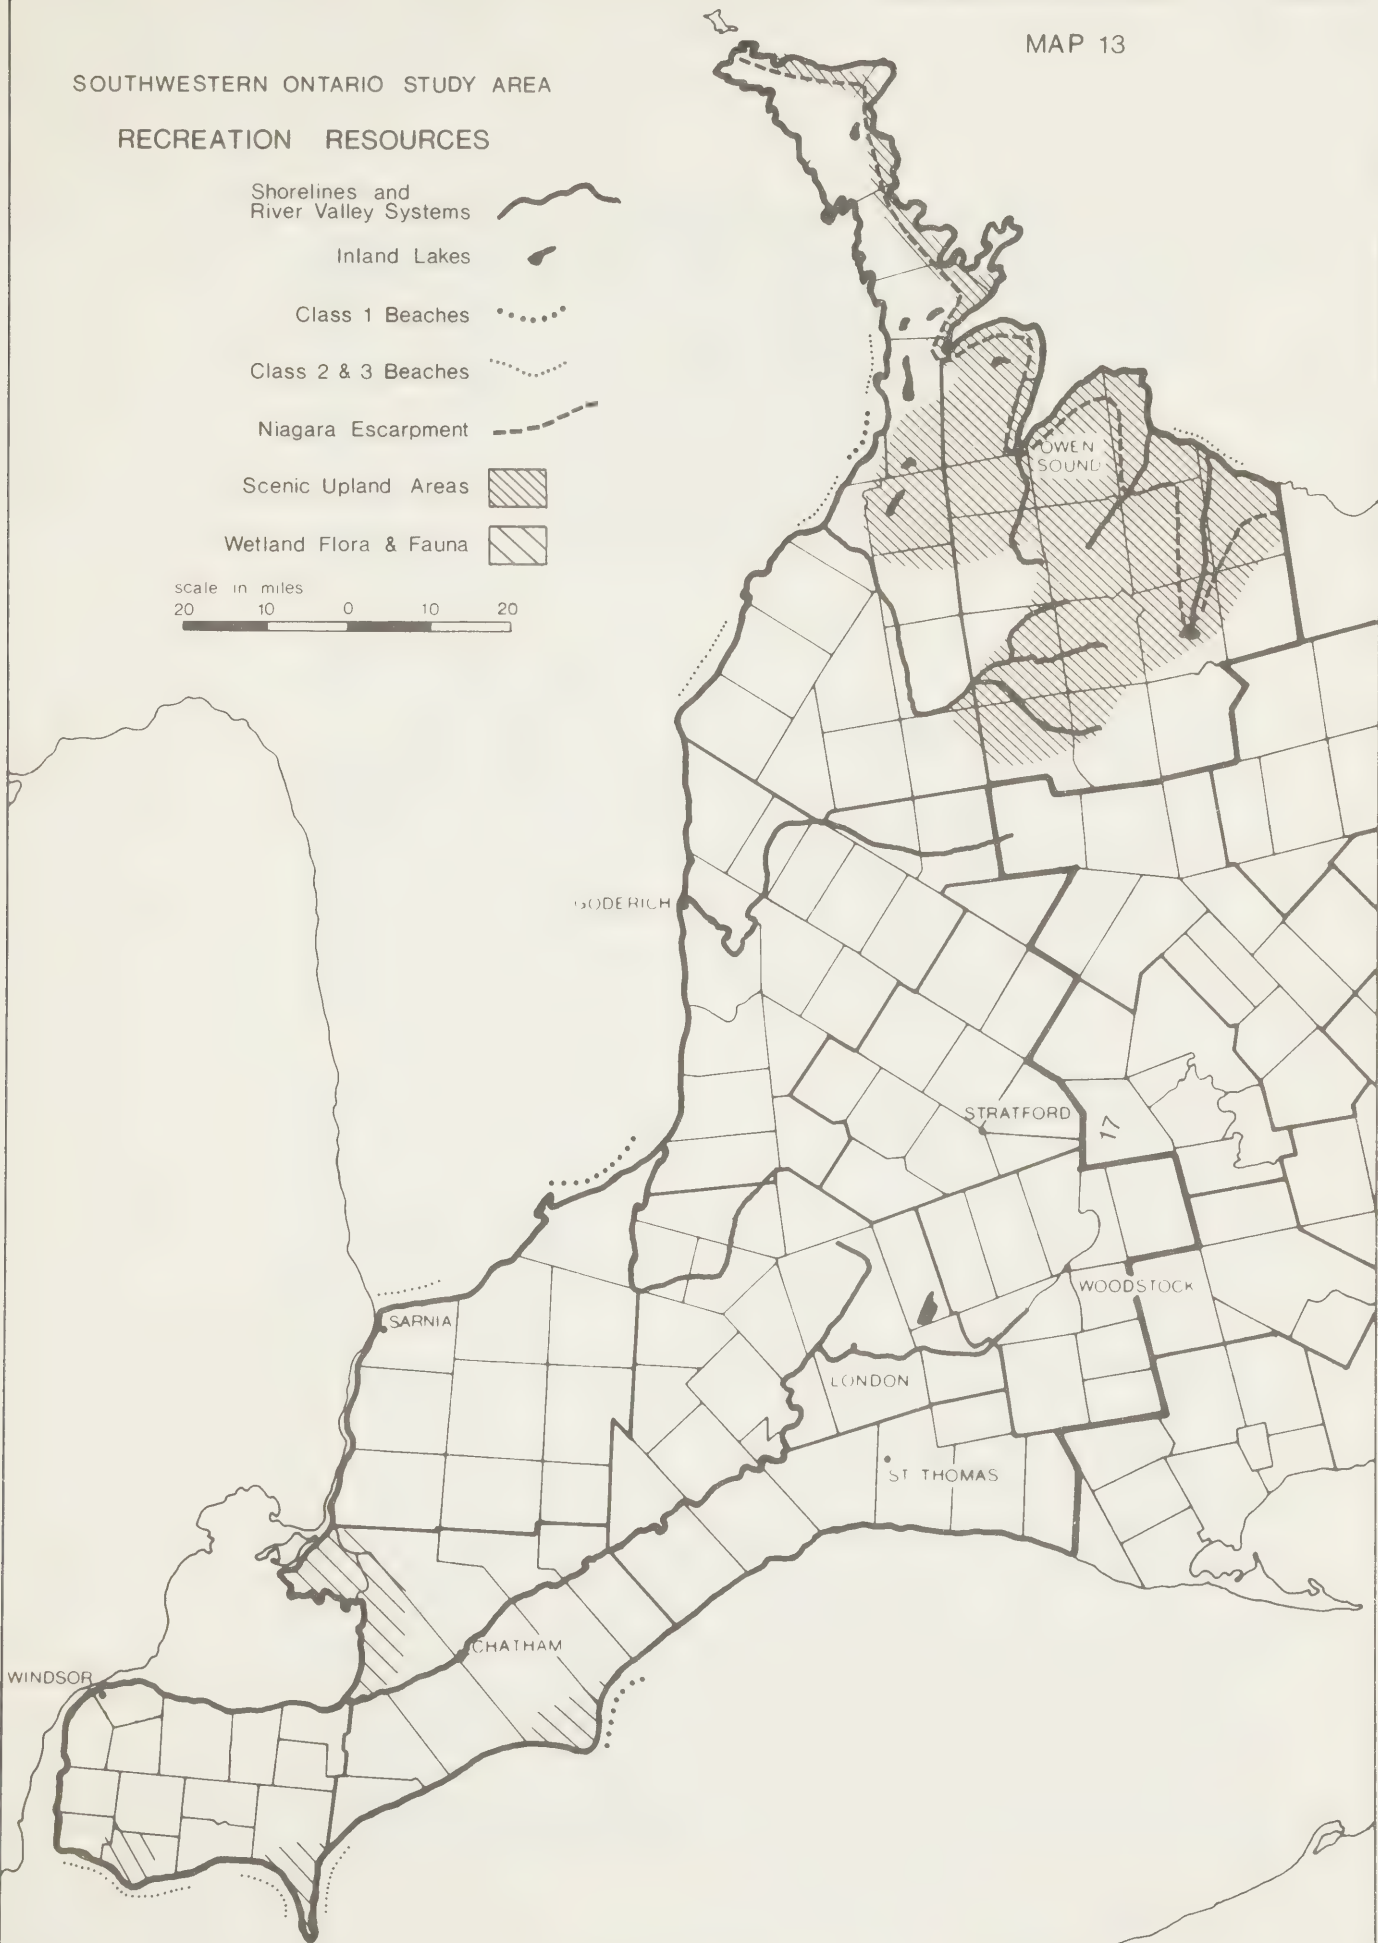 MAP 13
SOUTHWESTERN ONTARIO STUDY AREA
RECREATION RESOURCES
Shorelines and
River Valley Systems
Inland Lakes
Class 1 Beaches
Class 2 & 3 Beaches
Niagara Escarpment
Scenic Upland Areas
Wetland Flora & Fauna
scale in miles
20 10 0 10 20
OWEN
SOUND
GODERICH
STRATFORD
17
WOODSTOCK
SARNIA
LONDON
ST THOMAS
CHATHAM
WINDSOR